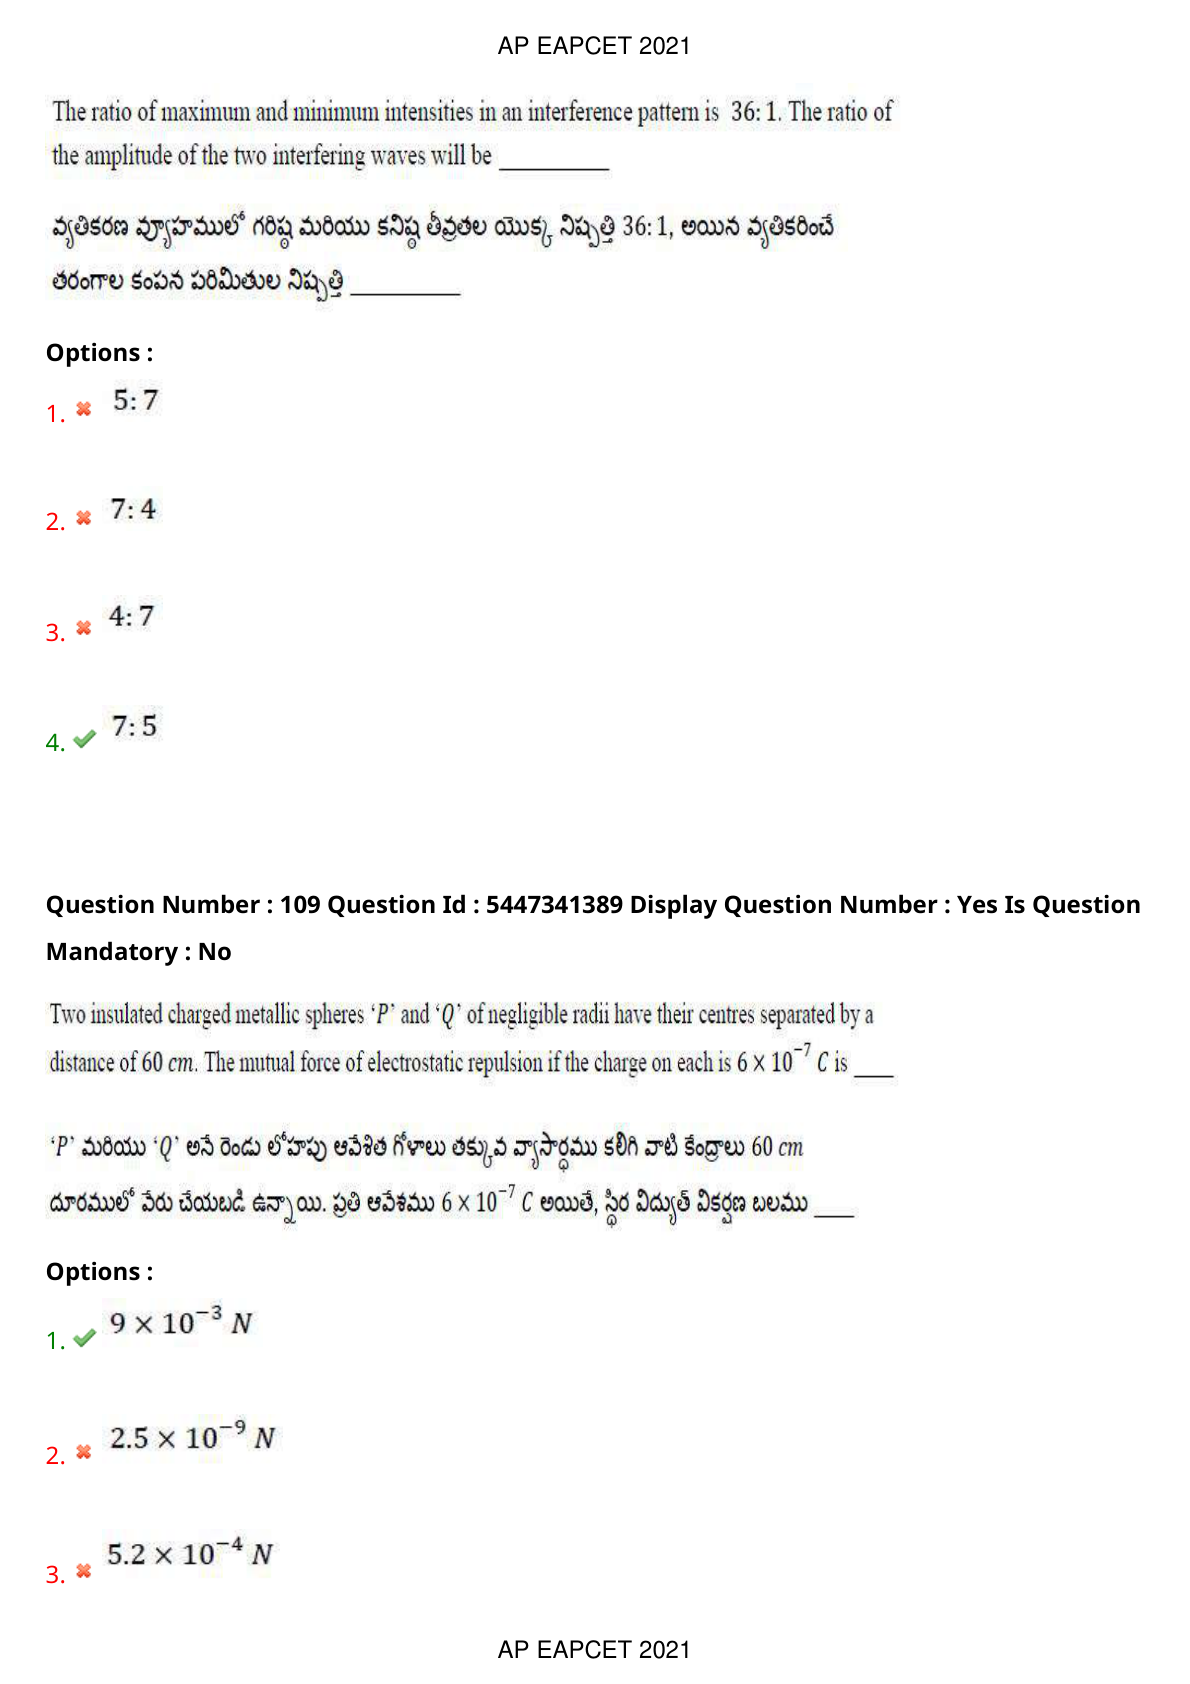 AP EAPCET 2021
The ratio of maximum and minimum intensities in an interference pattern is 36: 1. The ratio of
the amplitude of the two interfering waves will be __________
వ్యతికరణ వ్యూహములో గరిష్ఠ మరియు కనిష్ఠ తీవ్రతల యొక్క నిష్పత్తి 36: 1, అయిన వ్యతికరించే
తరంగాల కంపన పరిమితుల నిష్పత్తి __________
Options :
1. 5: 7
2. 7: 4
3. 4: 7
4. 7: 5
Question Number : 109 Question Id : 5447341389 Display Question Number : Yes Is Question
Mandatory : No
Two insulated charged metallic spheres ‘P’ and ‘Q’ of negligible radii have their centres separated by a
distance of 60 cm. The mutual force of electrostatic repulsion if the charge on each is 6 × 10⁻⁷ C is ____
‘P’ మరియు ‘Q’ అనే రెండు లోహపు ఆవేశిత గోళాలు తక్కువ వ్యాసార్ధము కలిగి వాటి కేంద్రాలు 60 cm
దూరములో వేరు చేయబడి ఉన్నాయి. ప్రతి ఆవేశము 6 × 10⁻⁷ C అయితే, స్థిర విద్యుత్ వికర్షణ బలము ____
Options :
1. 9 × 10⁻³ N
2. 2.5 × 10⁻⁹ N
3. 5.2 × 10⁻⁴ N
AP EAPCET 2021